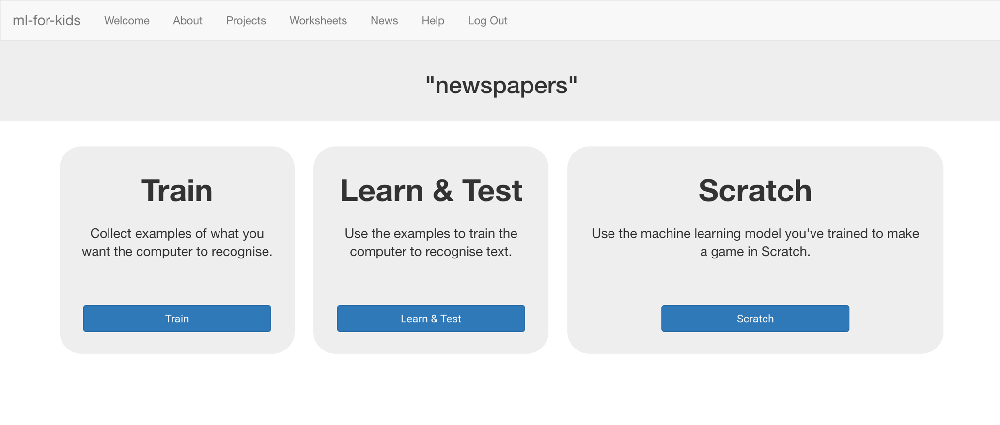 ml-for-kids Welcome About Projects Worksheets News Help Log Out
"newspapers"
Train
Collect examples of what you
want the computer to recognise.
Train
Learn & Test
Use the examples to train the
computer to recognise text.
Learn & Test
Scratch
Use the machine learning model you've trained to make
a game in Scratch.
Scratch